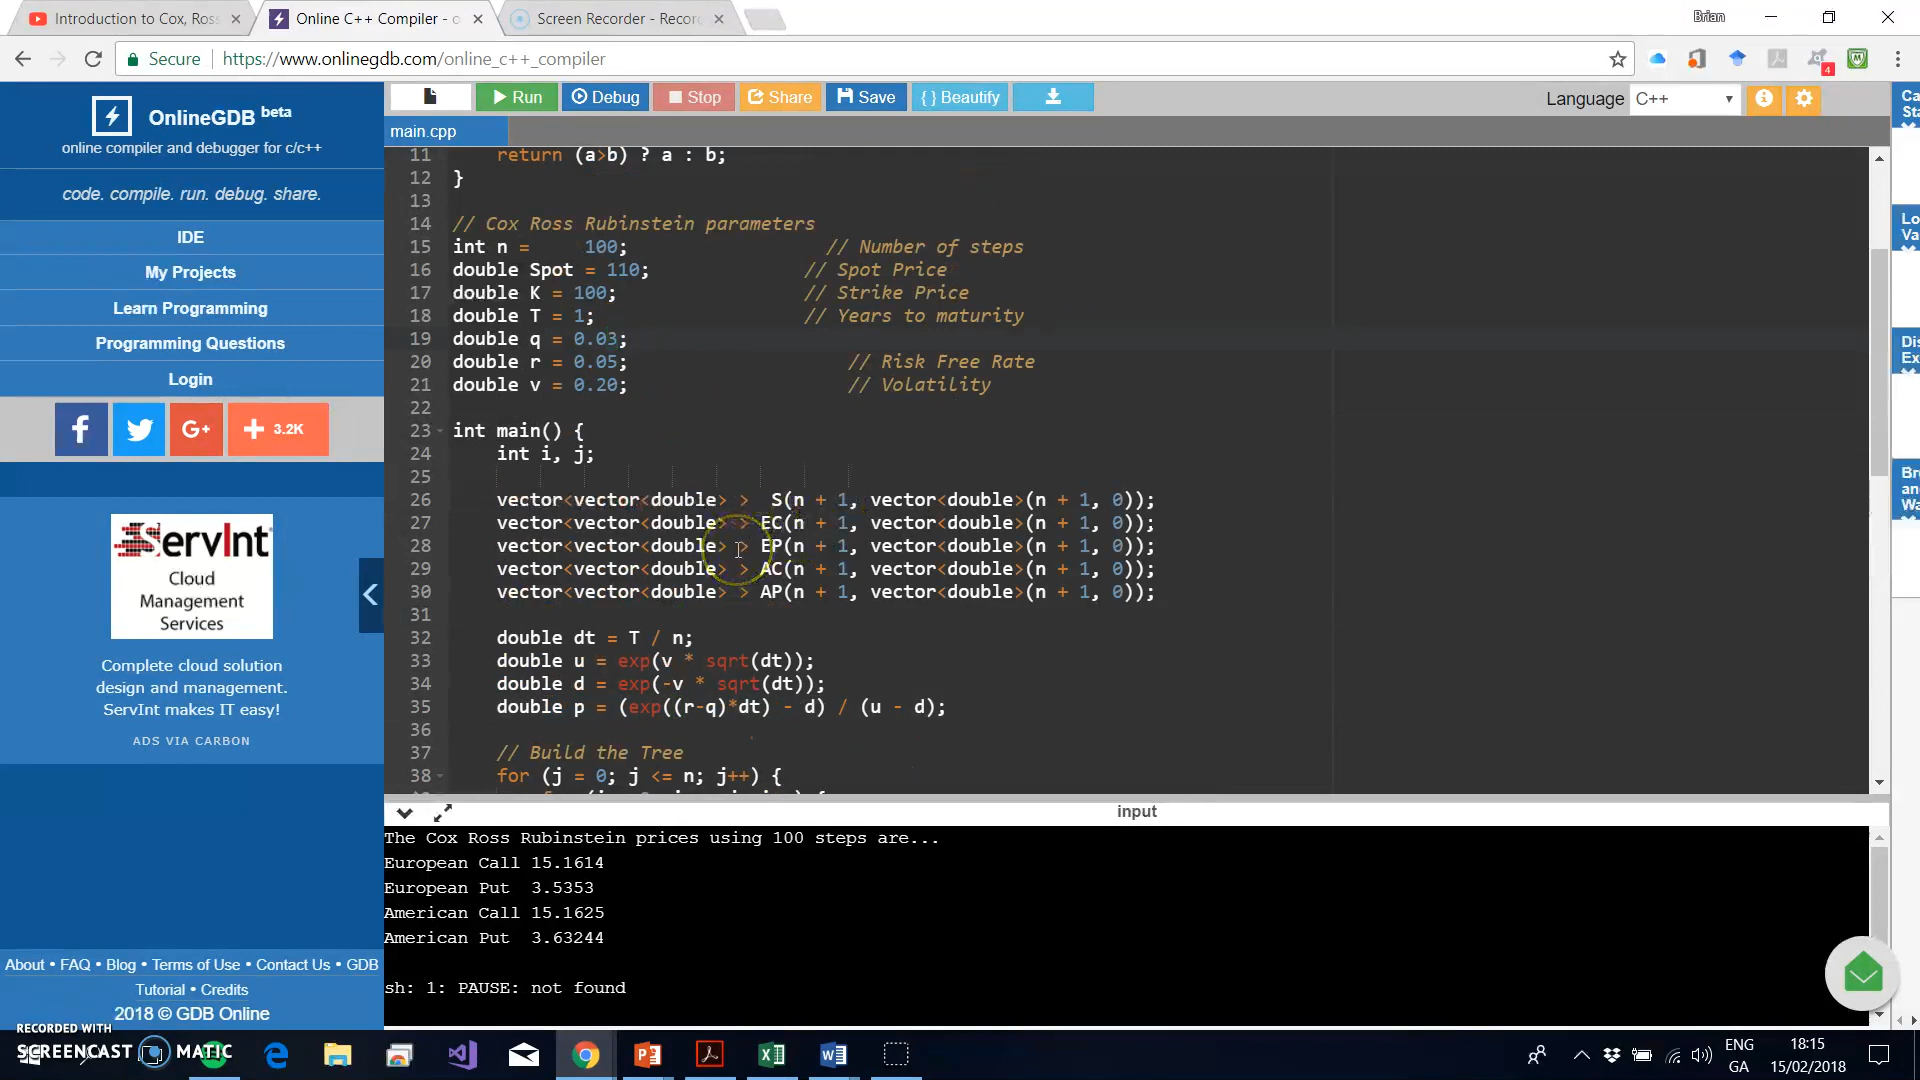 Introduction to Cox, Ros
Online C++ Compiler - o
Screen Recorder - Recor
Brian
Secure
https://www.onlinegdb.com/online_c++_compiler
4
OnlineGDB beta
online compiler and debugger for c/c++
code. compile. run. debug. share.
IDE
My Projects
Learn Programming
Programming Questions
Login
3.2K
ServInt
Cloud
Management
Services
Complete cloud solution
design and management.
ServInt makes IT easy!
ADS VIA CARBON
About • FAQ • Blog • Terms of Use • Contact Us • GDB
Tutorial • Credits
2018 © GDB Online
Run
Debug
Stop
Share
Save
{ } Beautify
Language
C++
main.cpp
11 return (a>b) ? a : b;
12 }
13
14 // Cox Ross Rubinstein parameters
15 int n = 100; // Number of steps
16 double Spot = 110; // Spot Price
17 double K = 100; // Strike Price
18 double T = 1; // Years to maturity
19 double q = 0.03;
20 double r = 0.05; // Risk Free Rate
21 double v = 0.20; // Volatility
22
23 int main() {
24 int i, j;
25
26 vector<vector<double> > S(n + 1, vector<double>(n + 1, 0));
27 vector<vector<double> > EC(n + 1, vector<double>(n + 1, 0));
28 vector<vector<double> > EP(n + 1, vector<double>(n + 1, 0));
29 vector<vector<double> > AC(n + 1, vector<double>(n + 1, 0));
30 vector<vector<double> > AP(n + 1, vector<double>(n + 1, 0));
31
32 double dt = T / n;
33 double u = exp(v * sqrt(dt));
34 double d = exp(-v * sqrt(dt));
35 double p = (exp((r-q)*dt) - d) / (u - d);
36
37 // Build the Tree
38 for (j = 0; j <= n; j++) {
Ca
Sta
Lo
Va
Dis
Ex
Bre
and
Wa
input
The Cox Ross Rubinstein prices using 100 steps are...
European Call 15.1614
European Put 3.5353
American Call 15.1625
American Put 3.63244
sh: 1: PAUSE: not found
RECORDED WITH
SCREENCAST MATIC
ENG
GA
18:15
15/02/2018